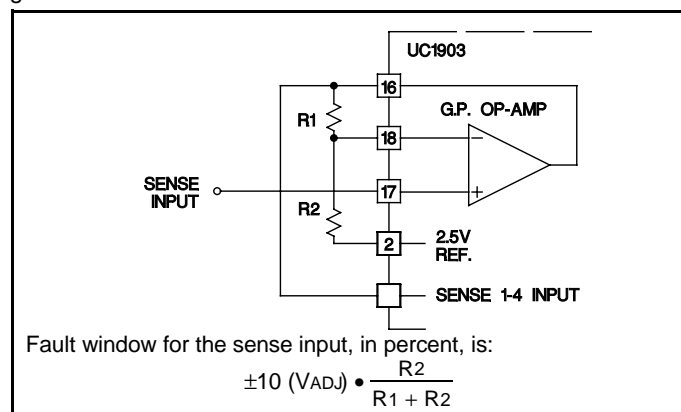 g
UC1903
16
G.P. OP-AMP
R1
18
−
SENSE
INPUT
17
+
R2
2
2.5V
REF.
SENSE 1-4 INPUT
Fault window for the sense input, in percent, is:
±10 (VADJ) • R2
R1 + R2